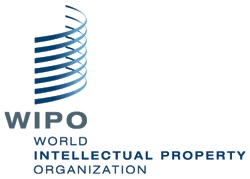 WIPO
WORLD
INTELLECTUAL PROPERTY
ORGANIZATION